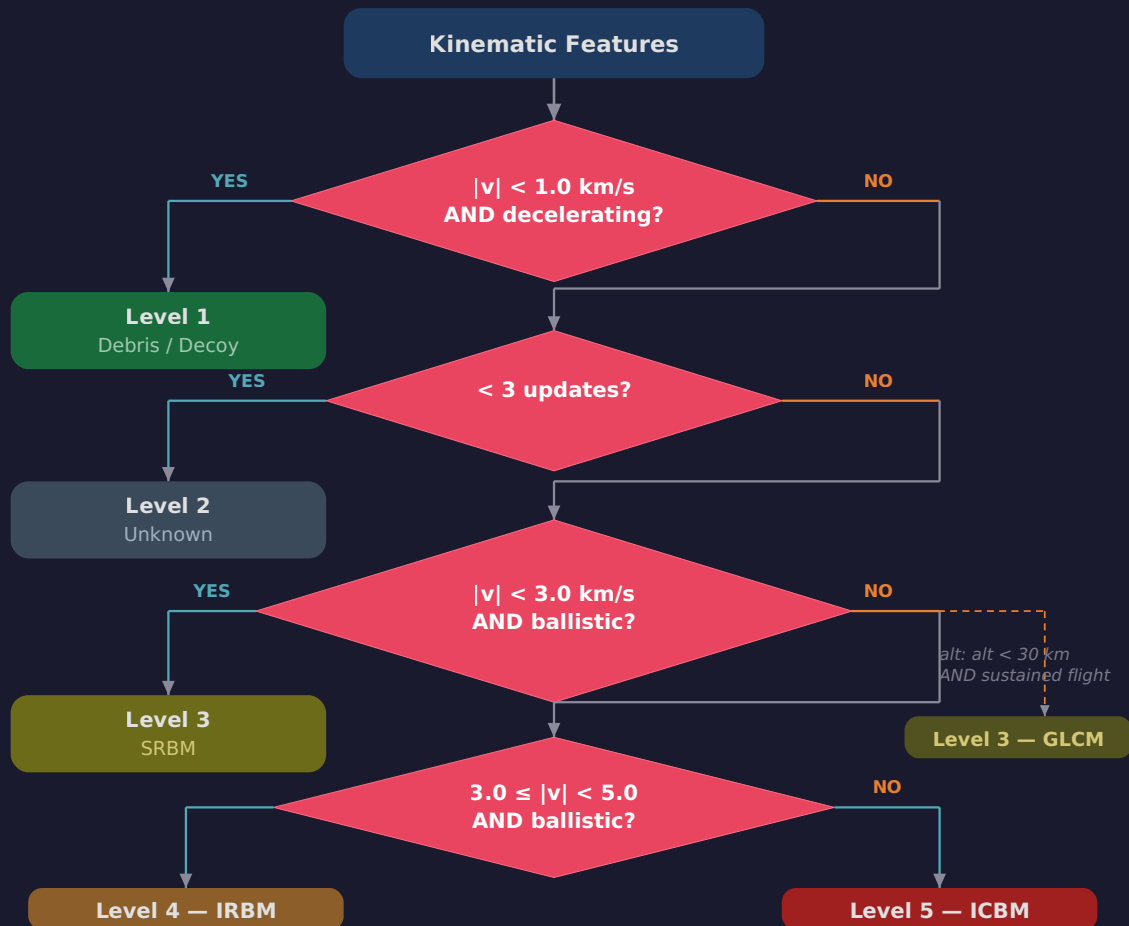 Kinematic Features
|v| < 1.0 km/s
AND decelerating?
YES
NO
Level 1
Debris / Decoy
< 3 updates?
YES
NO
Level 2
Unknown
|v| < 3.0 km/s
AND ballistic?
YES
NO
alt: alt < 30 km
AND sustained flight
Level 3
SRBM
Level 3 — GLCM
3.0 ≤ |v| < 5.0
AND ballistic?
NO
Level 4 — IRBM
Level 5 — ICBM